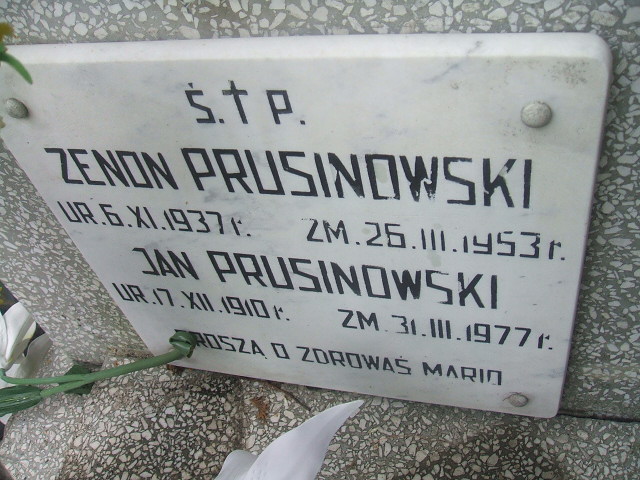 Ś.†P.
ZENON PRUSINOWSKI
UR.6.XI.1937r. ZM.26.III.1953r.
JAN PRUSINOWSKI
UR.17.XII.1910r. ZM.31.III.1977r.
PROSZĄ O ZDROWAŚ MARIO